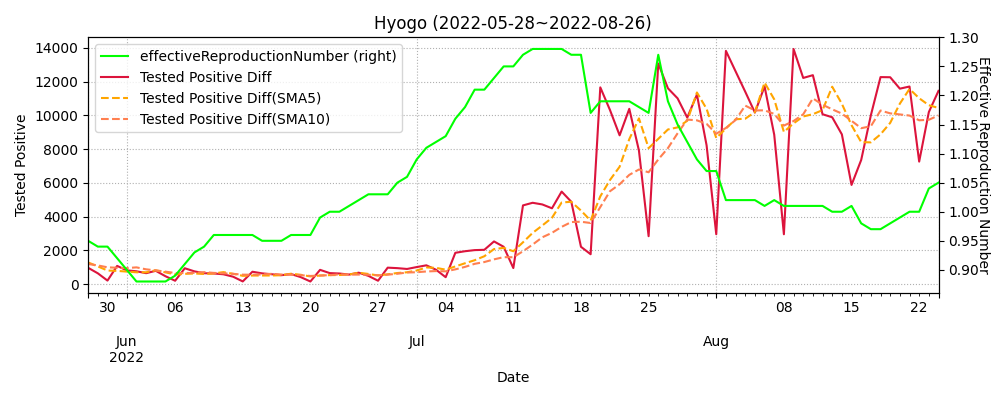 Hyogo (2022-05-28~2022-08-26)
effectiveReproductionNumber (right)
Tested Positive Diff
Tested Positive Diff(SMA5)
Tested Positive Diff(SMA10)
Tested Positive
14000
12000
10000
8000
6000
4000
2000
0
1.30
1.25
1.20
1.15
1.10
1.05
1.00
0.95
0.90
Effective Reproduction Number
30 06 13 20 27 04 11 18 25 08 15 22
Jun Jul Aug
2022
Date